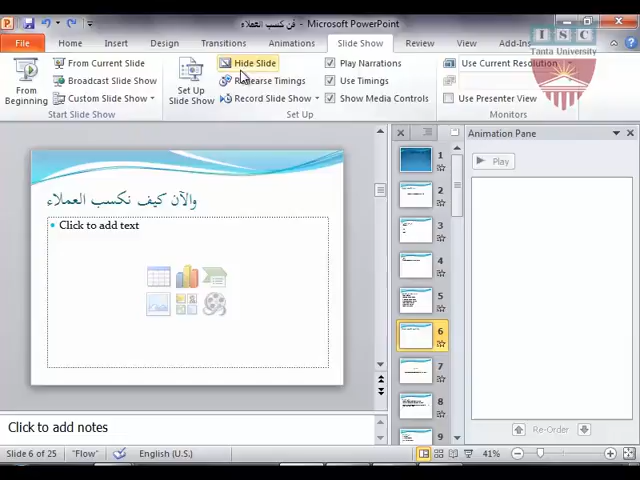 فن كسب العملاء - Microsoft PowerPoint
File Home Insert Design Transitions Animations Slide Show Review View Add-Ins
ISC
Tanta University
From Beginning
From Current Slide
Broadcast Slide Show
Custom Slide Show
Start Slide Show
Set Up Slide Show
Hide Slide
Rehearse Timings
Record Slide Show
Play Narrations
Use Timings
Show Media Controls
Set Up
Use Current Resolution
Use Presenter View
Monitors
والآن كيف نكسب العملاء
Click to add text
1
2
3
4
5
6
7
8
9
Animation Pane
Play
Re-Order
Click to add notes
Slide 6 of 25 "Flow" English (U.S.) 41%